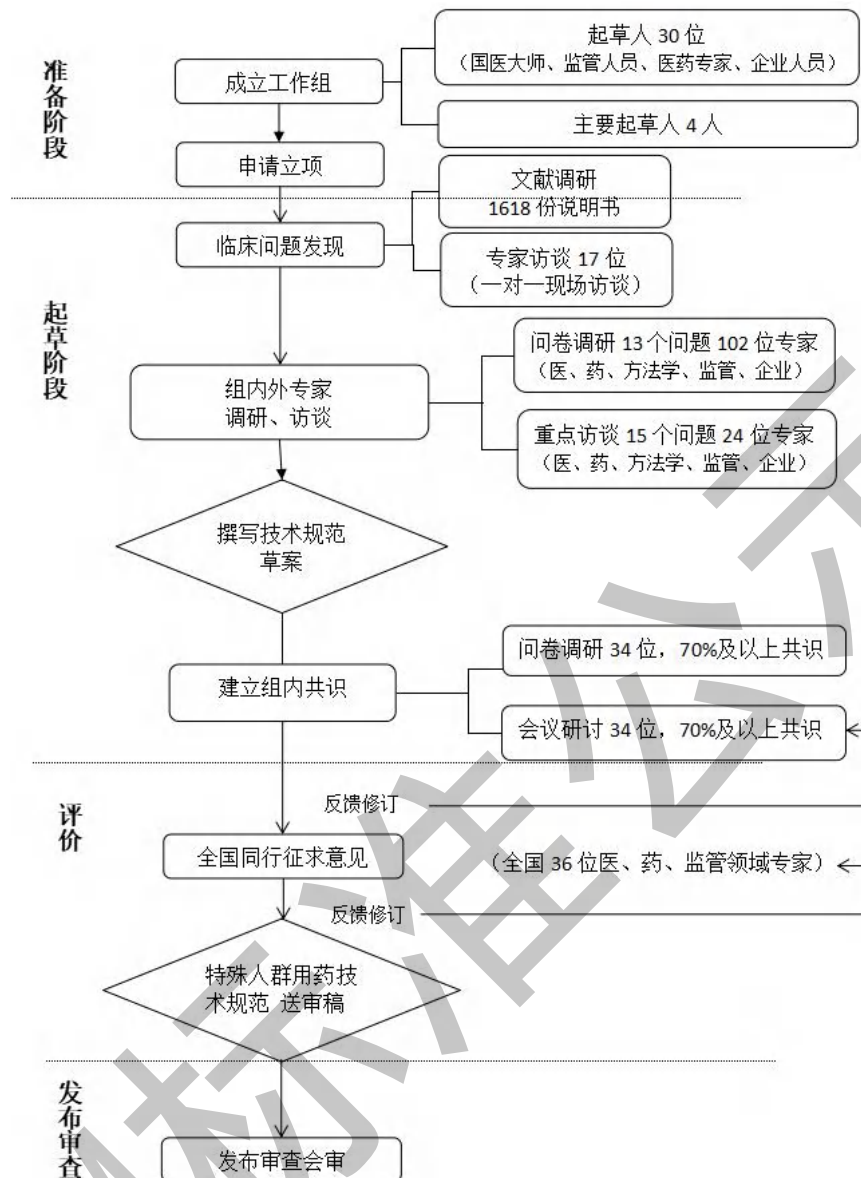 准备阶段
成立工作组
起草人 30 位
（国医大师、监管人员、医药专家、企业人员）
主要起草人 4 人
申请立项
起草阶段
临床问题发现
文献调研
1618 份说明书
专家访谈 17 位
（一对一现场访谈）
组内外专家
调研、访谈
问卷调研 13 个问题 102 位专家
（医、药、方法学、监管、企业）
重点访谈 15 个问题 24 位专家
（医、药、方法学、监管、企业）
撰写技术规范
草案
建立组内共识
问卷调研 34 位，70%及以上共识
会议研讨 34 位，70%及以上共识
评价
反馈修订
全国同行征求意见
（全国 36 位医、药、监管领域专家）
反馈修订
特殊人群用药技
术规范 送审稿
发布审查
发布审查会审
标准公示